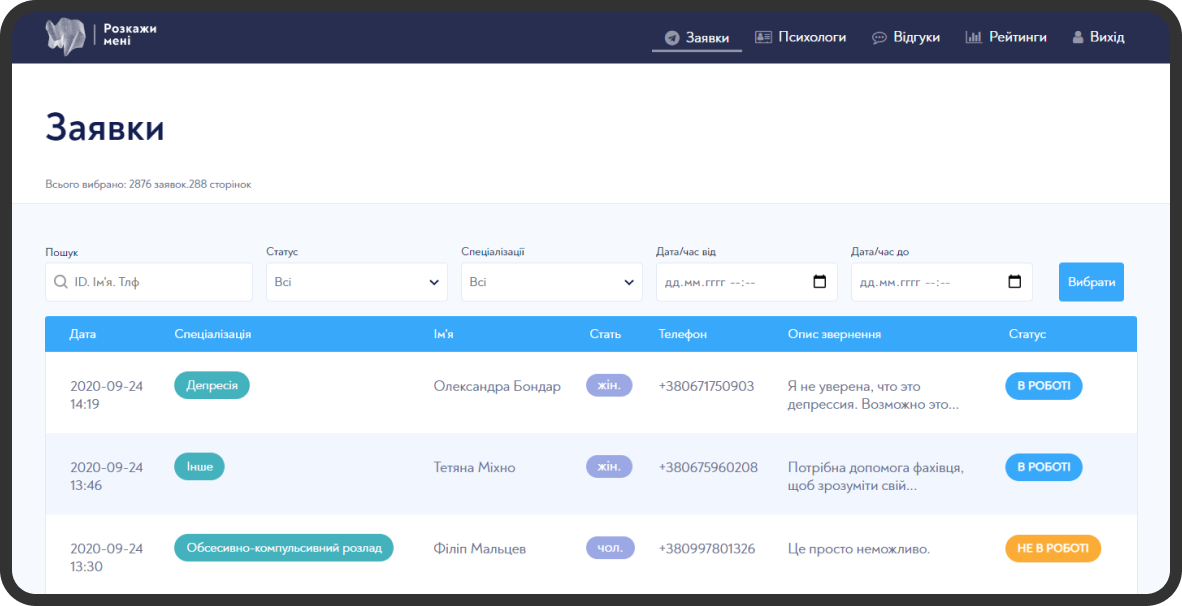 Розкажи
мені
Заявки
Психологи
Відгуки
Рейтинги
Вихід
Заявки
Всього вибрано: 2876 заявок.288 сторінок
Пошук
Статус
Спеціалізації
Дата/час від
Дата/час до
ID. Ім'я. Тлф
Всі
Всі
дд.мм.гггг --:--
дд.мм.гггг --:--
Вибрати
Дата
Спеціалізація
Ім'я
Стать
Телефон
Опис звернення
Статус
2020-09-24
14:19
Депресія
Олександра Бондар
жін.
+380671750903
Я не уверена, что это
депрессия. Возможно это...
В РОБОТІ
2020-09-24
13:46
Інше
Тетяна Міхно
жін.
+380675960208
Потрібна допомога фахівця,
щоб зрозуміти свій...
В РОБОТІ
2020-09-24
13:30
Обсесивно-компульсивний розлад
Філіп Мальцев
чол.
+380997801326
Це просто неможливо.
НЕ В РОБОТІ